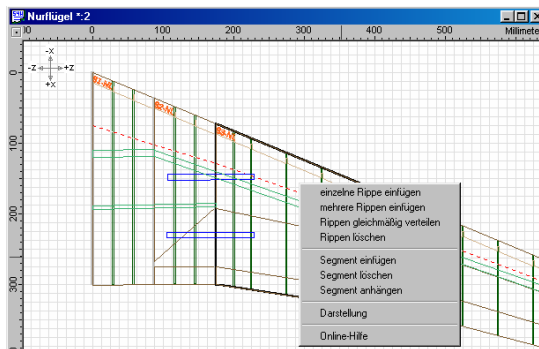 Nurflügel *:2
00 0 100 200 300 400 500 Millimete
-X
-Z +Z
+X
0
100
200
300
einzelne Rippe einfügen
mehrere Rippen einfügen
Rippen gleichmäßig verteilen
Rippen löschen
Segment einfügen
Segment löschen
Segment anhängen
Darstellung
Online-Hilfe